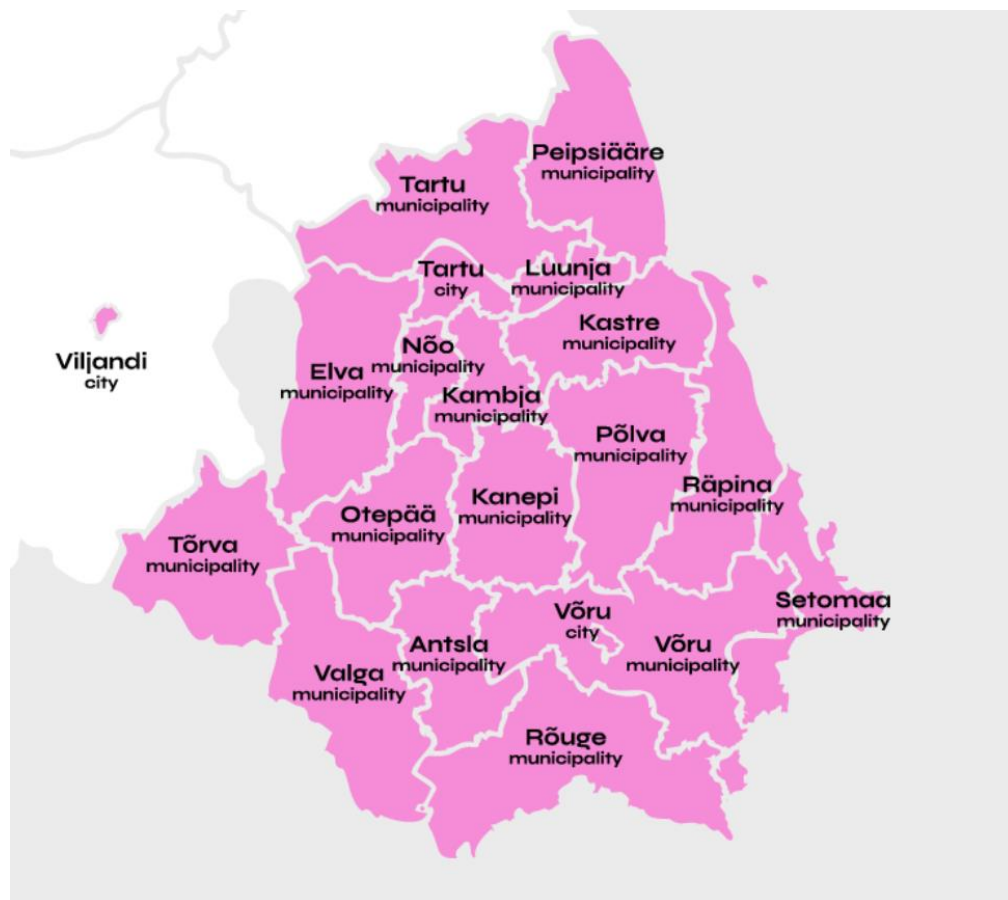 Peipsiääre
municipality
Tartu
municipality
Tartu
city
Luunja
municipality
Kastre
municipality
Viljandi
city
Nõo
municipality
Elva
municipality
Kambja
municipality
Põlva
municipality
Räpina
municipality
Kanepi
municipality
Otepää
municipality
Tõrva
municipality
Setomaa
municipality
Võru
city
Võru
municipality
Antsla
municipality
Valga
municipality
Rõuge
municipality